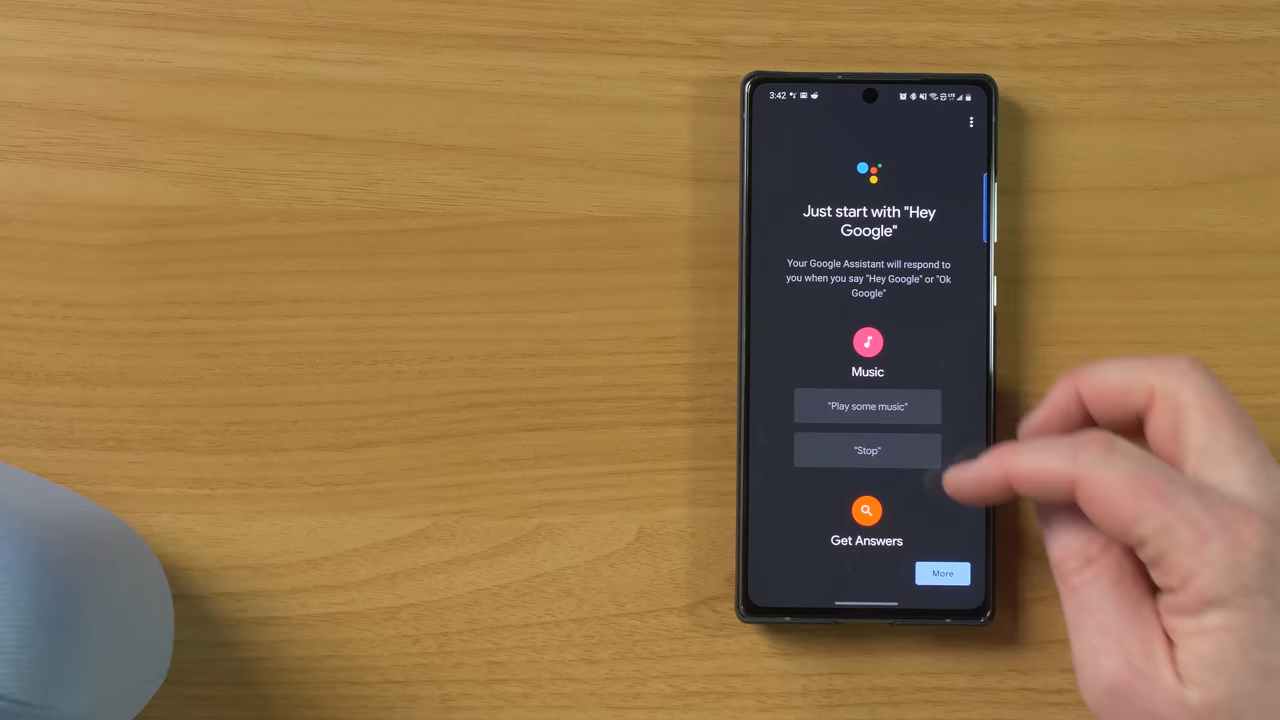 3:42
Just start with "Hey
Google"
Your Google Assistant will respond to
you when you say "Hey Google" or "Ok
Google"
Music
"Play some music"
"Stop"
Get Answers
More